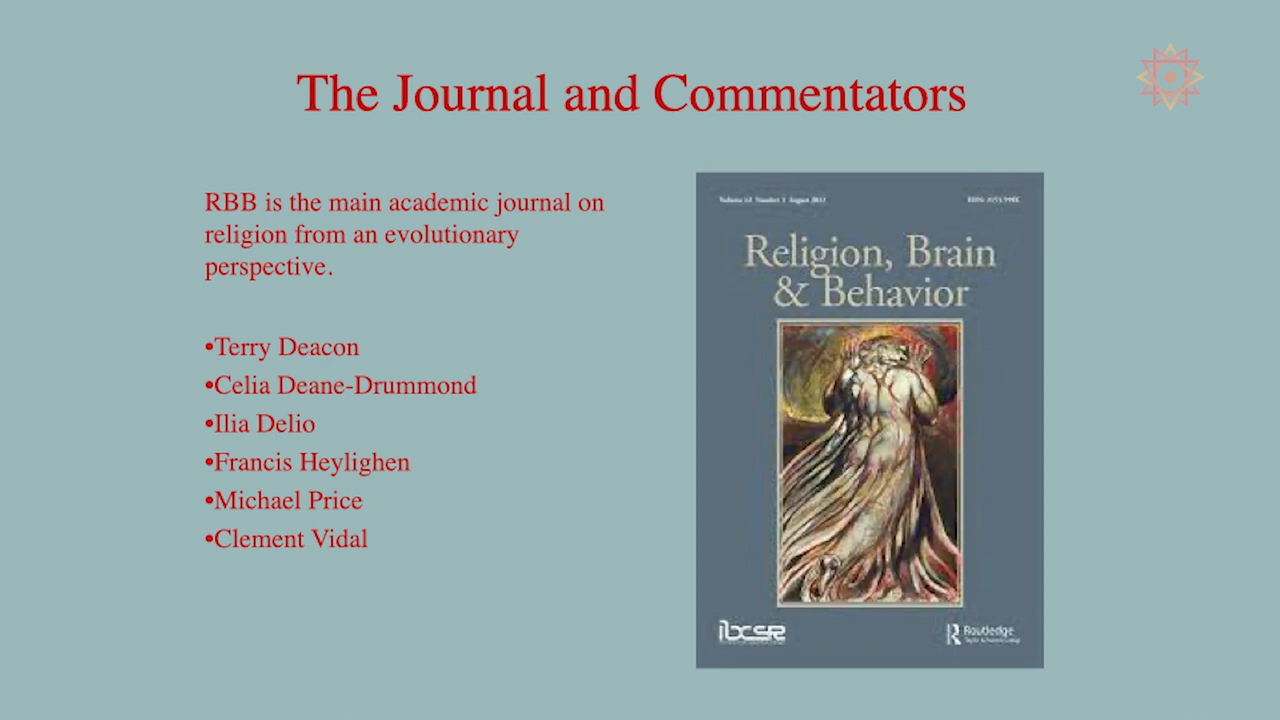 The Journal and Commentators
RBB is the main academic journal on
religion from an evolutionary
perspective.
•Terry Deacon
•Celia Deane-Drummond
•Ilia Delio
•Francis Heylighen
•Michael Price
•Clement Vidal
Religion, Brain
& Behavior
ibcsr
Routledge